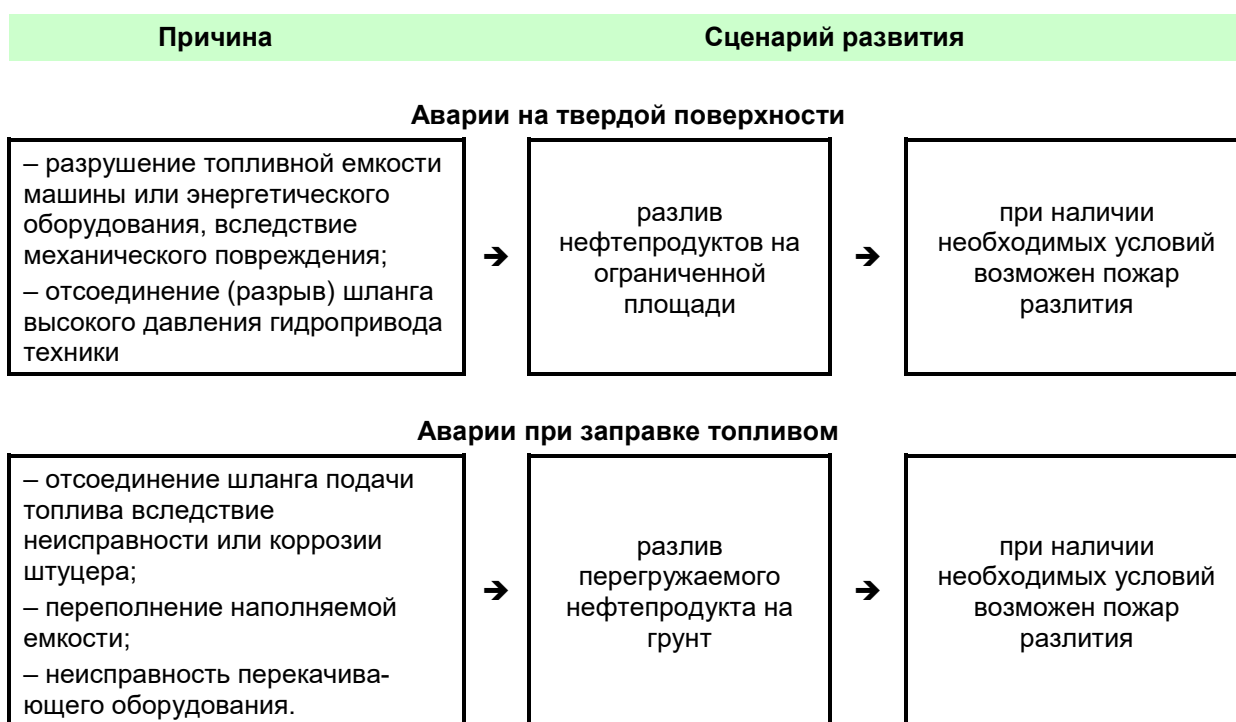 Причина
Сценарий развития
Аварии на твердой поверхности
– разрушение топливной емкости
машины или энергетического
оборудования, вследствие
механического повреждения;
– отсоединение (разрыв) шланга
высокого давления гидропривода
техники
➔
разлив
нефтепродуктов на
ограниченной
площади
➔
при наличии
необходимых условий
возможен пожар
разлития
Аварии при заправке топливом
– отсоединение шланга подачи
топлива вследствие
неисправности или коррозии
штуцера;
– переполнение наполняемой
емкости;
– неисправность перекачива-
ющего оборудования.
➔
разлив
перегружаемого
нефтепродукта на
грунт
➔
при наличии
необходимых условий
возможен пожар
разлития